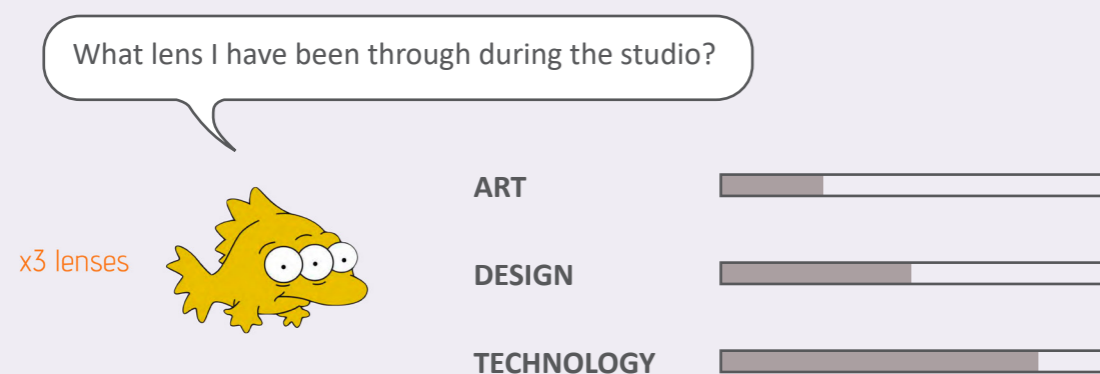 What lens I have been through during the studio?
ART
x3 lenses
DESIGN
TECHNOLOGY